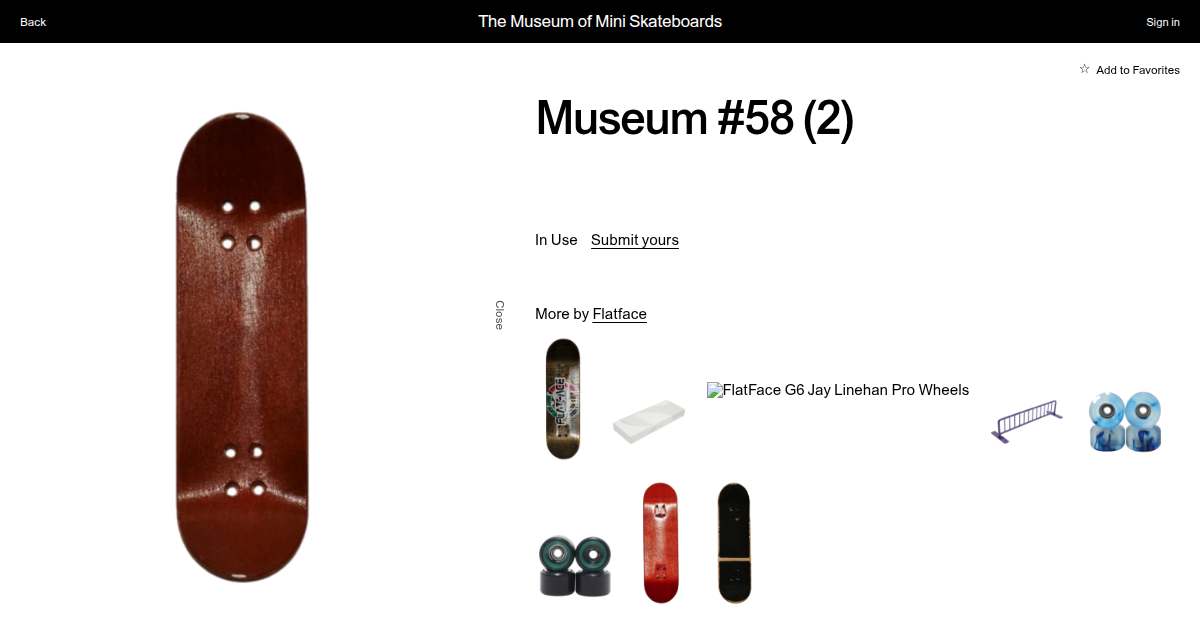 Back
The Museum of Mini Skateboards
Sign in
☆ Add to Favorites
Museum #58 (2)
In Use Submit yours
Close
More by Flatface
FLATFACE
FlatFace G6 Jay Linehan Pro Wheels